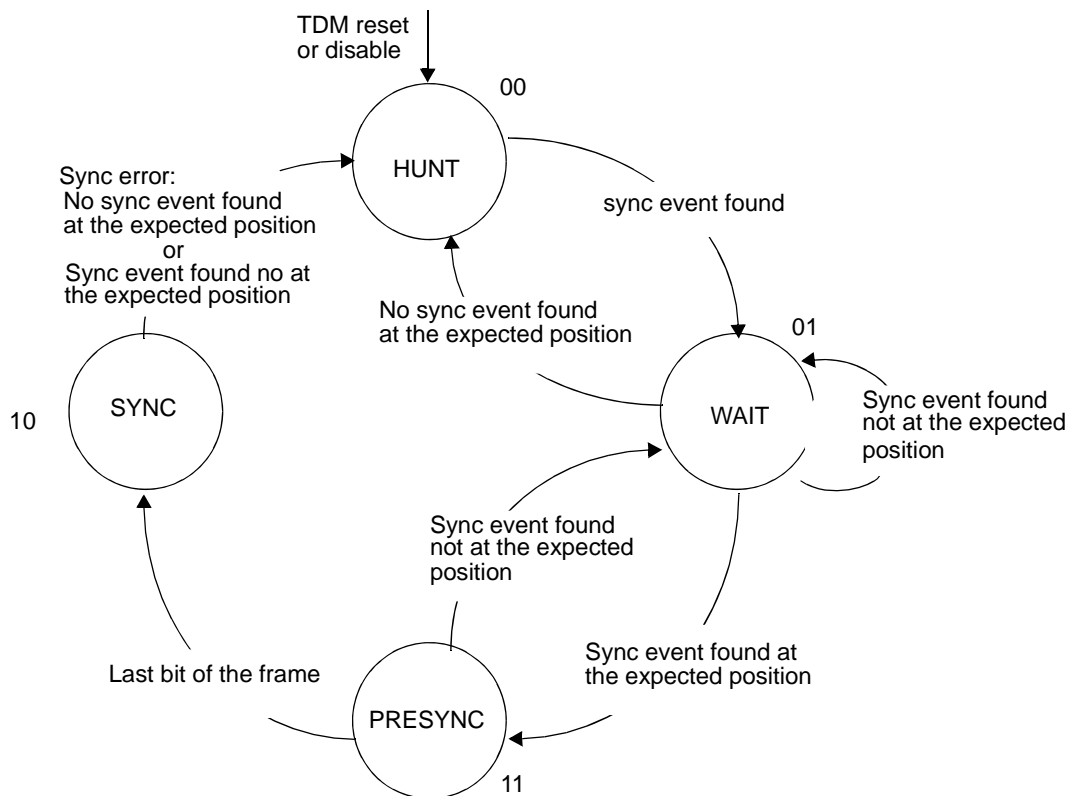 TDM reset
or disable
00
HUNT
Sync error:
No sync event found
at the expected position
or
Sync event found no at
the expected position
sync event found
No sync event found
at the expected position
01
SYNC
10
WAIT
Sync event found
not at the expected
position
Sync event found
not at the expected
position
Last bit of the frame
Sync event found at
the expected position
PRESYNC
11